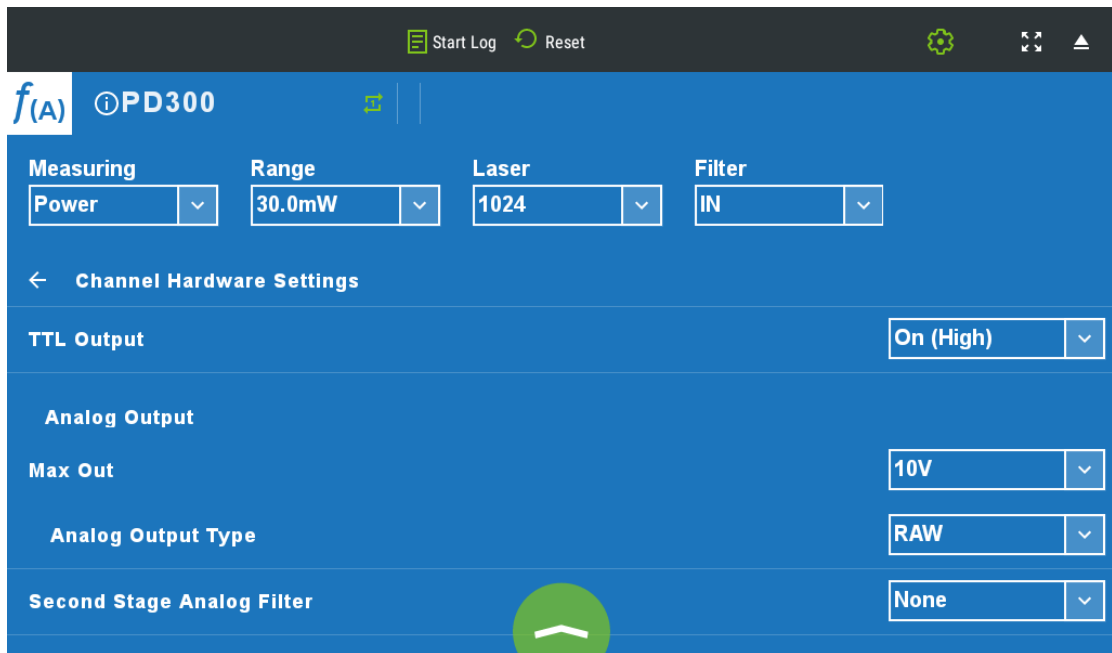 Start Log Reset
f(A) PD300
Measuring Range Laser Filter
Power 30.0mW 1024 IN
Channel Hardware Settings
TTL Output On (High)
Analog Output
Max Out 10V
Analog Output Type RAW
Second Stage Analog Filter None